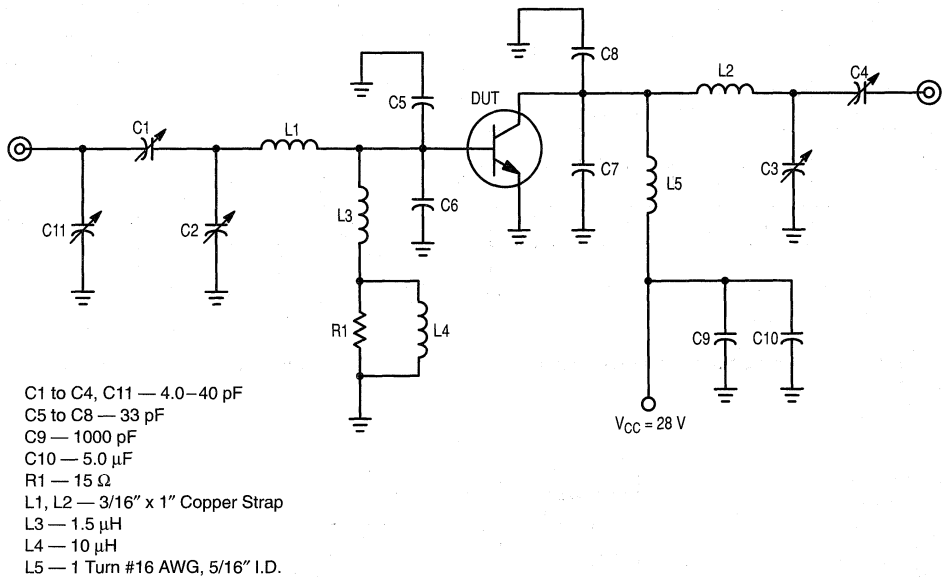 C8
L2
C4
C5
DUT
C1
L1
C7
C3
L5
L3
C6
C11
C2
R1
L4
C9
C10
C1 to C4, C11 — 4.0–40 pF
C5 to C8 — 33 pF
C9 — 1000 pF
C10 — 5.0 µF
R1 — 15 Ω
L1, L2 — 3/16″ x 1″ Copper Strap
L3 — 1.5 µH
L4 — 10 µH
L5 — 1 Turn #16 AWG, 5/16″ I.D.
VCC = 28 V